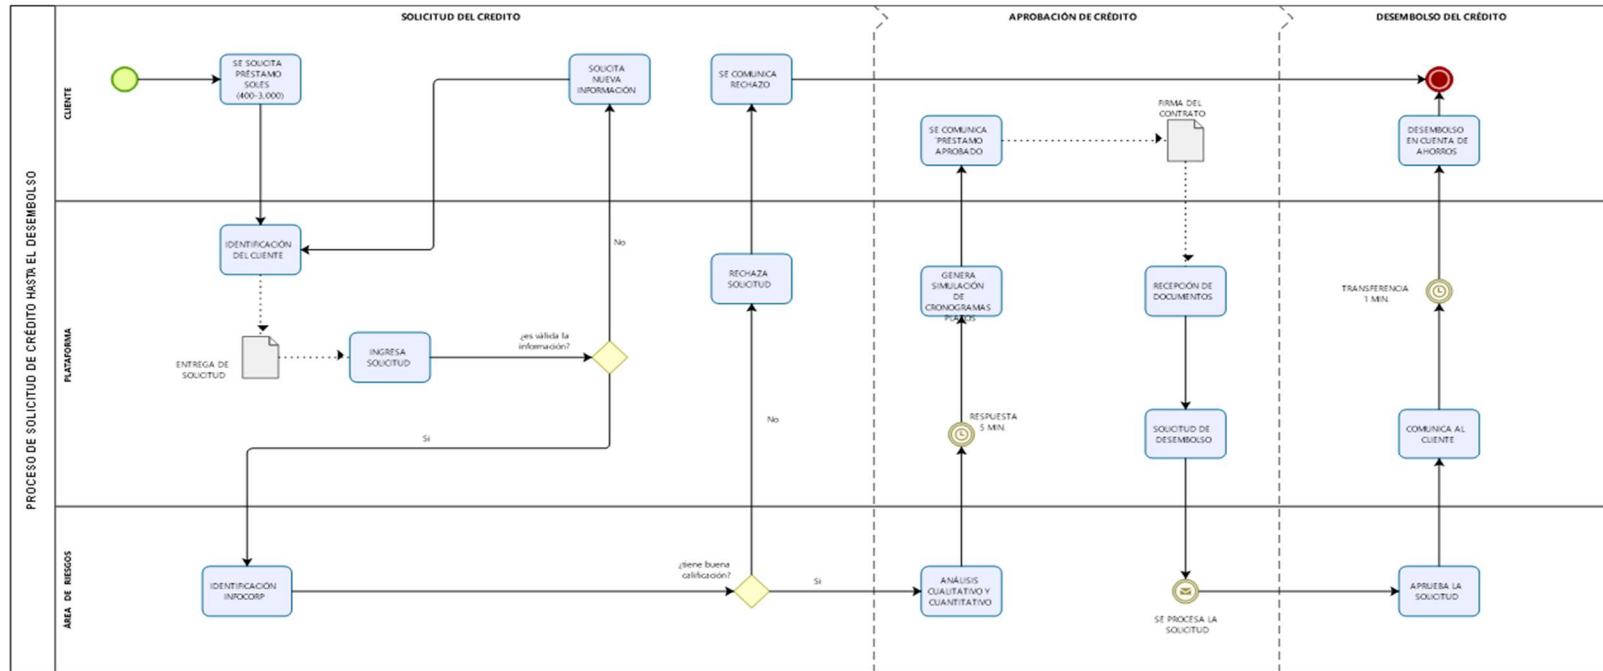 SOLICITUD DEL CREDITO
APROBACIÓN DE CRÉDITO
DESEMBOLSO DEL CRÉDITO
PROCESO DE SOLICITUD DE CRÉDITO HASTA EL DESEMBOLSO
CLIENTE
SE SOLICITA
PRÉSTAMO
SOLES
(400-3,000)
SOLICITA
NUEVA
INFORMACIÓN
SE COMUNICA
RECHAZO
SE COMUNICA
´PRÉSTAMO
APROBADO
FIRMA DEL
CONTRATO
DESEMBOLSO
EN CUENTA DE
AHORROS
PLATAFORMA
IDENTIFICACIÓN
DEL CLIENTE
No
RECHAZA
SOLICITUD
GENERA
SIMULACIÓN
DE
CRONOGRAMAS
PLAZOS
RECEPCIÓN DE
DOCUMENTOS
TRANSFERENCIA
1 MIN.
ENTREGA DE
SOLICITUD
INGRESA
SOLICITUD
¿es válida la
información?
Si
No
RESPUESTA
5 MIN.
SOLICITUD DE
DESEMBOLSO
COMUNICA AL
CLIENTE
ÁREA DE RIESGOS
IDENTIFICACIÓN
INFOCORP
¿tiene buena
calificación?
Si
ANÁLISIS
CUALITATIVO Y
CUANTITATIVO
SE PROCESA LA
SOLICITUD
APRUEBA LA
SOLICITUD